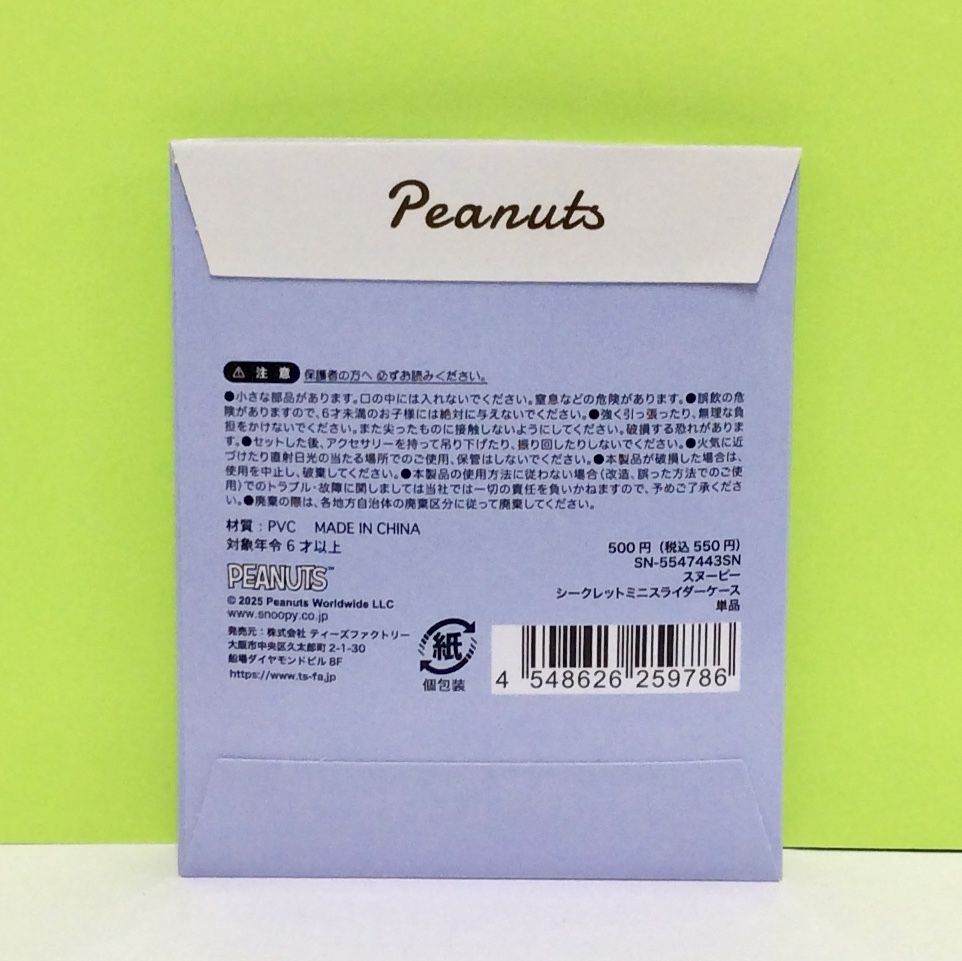 Peanuts
⚠ 注意 保護者の方へ 必ずお読みください。
●小さな部品があります。口の中には入れないでください。窒息などの危険があります。●誤飲の危
険がありますので、6才未満のお子様には絶対に与えないでください。●強く引っ張ったり、無理な負
担をかけないでください。また尖ったものに接触しないようにしてください。破損する恐れがありま
す。●セットした後、アクセサリーを持って吊り下げたり、振り回したりしないでください。●火気に近
づけたり直射日光の当たる場所でのご使用、保管はしないでください。●本製品が破損した場合は、
使用を中止し、破棄してください。●本製品の使用方法に従わない場合(改造、誤った方法でのご使
用)でのトラブル・故障に関しましては当社では一切の責任を負いかねますので、予めご了承くださ
い。●廃棄の際は、各地方自治体の廃棄区分に従って廃棄してください。
材質：PVC MADE IN CHINA
対象年令6才以上
PEANUTS™
© 2025 Peanuts Worldwide LLC
www.snoopy.co.jp
発売元：株式会社 ティーズファクトリー
大阪市中央区久太郎町 2-1-30
船場ダイヤモンドビル 8F
https://www.ts-fa.jp
紙
個包装
500円（税込550円）
SN-5547443SN
スヌーピー
シークレットミニスライダーケース
単品
4 548626 259786